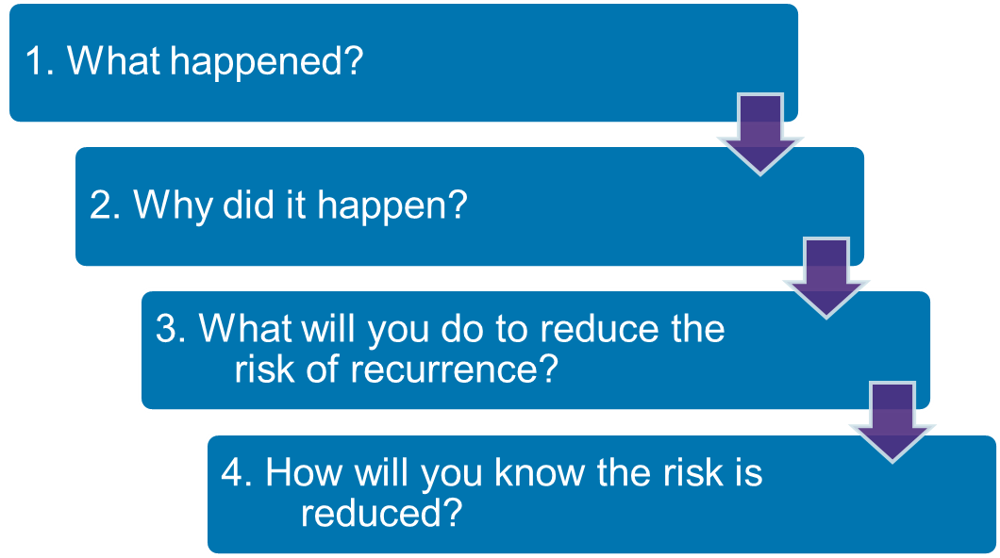 1. What happened?
2. Why did it happen?
3. What will you do to reduce the
risk of recurrence?
4. How will you know the risk is
reduced?